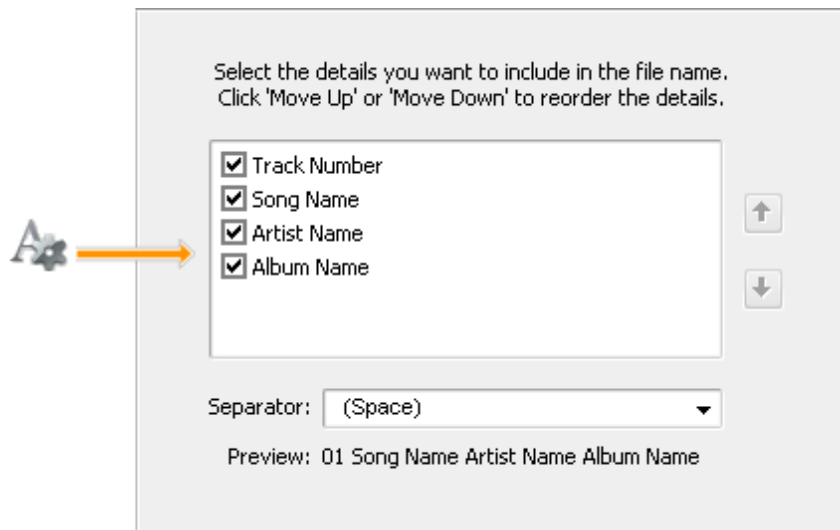 Select the details you want to include in the file name.
Click 'Move Up' or 'Move Down' to reorder the details.
Track Number
Song Name
Artist Name
Album Name
Separator: (Space)
Preview: 01 Song Name Artist Name Album Name